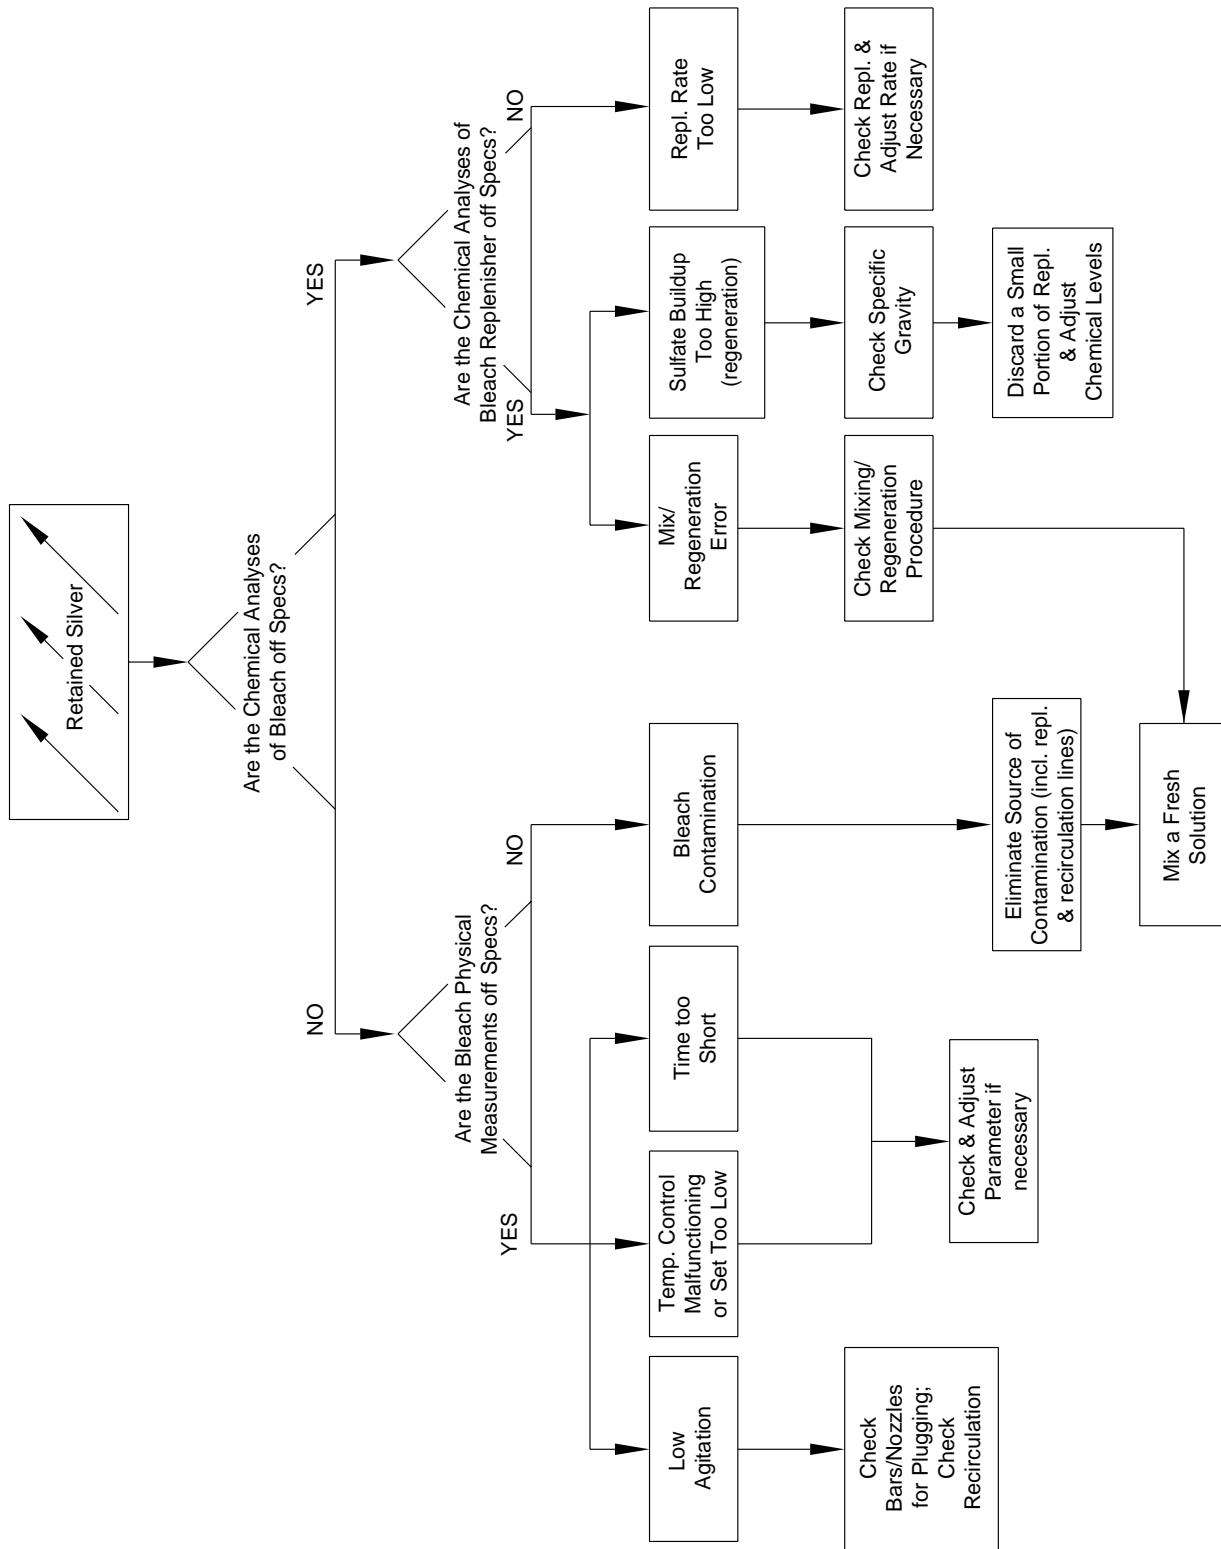 Retained Silver
Are the Chemical Analyses
of Bleach off Specs?
NO
YES
Are the Bleach Physical
Measurements off Specs?
YES
NO
Low
Agitation
Temp. Control
Malfunctioning
or Set Too Low
Time too
Short
Bleach
Contamination
Check
Bars/Nozzles
for Plugging;
Check
Recirculation
Check & Adjust
Parameter if
necessary
Eliminate Source of
Contamination (incl. repl.
& recirculation lines)
Mix a Fresh
Solution
Are the Chemical Analyses of
Bleach Replenisher off Specs?
YES
NO
Mix/
Regeneration
Error
Sulfate Buildup
Too High
(regeneration)
Repl. Rate
Too Low
Check Mixing/
Regeneration
Procedure
Check Specific
Gravity
Check Repl. &
Adjust Rate if
Necessary
Discard a Small
Portion of Repl.
& Adjust
Chemical Levels